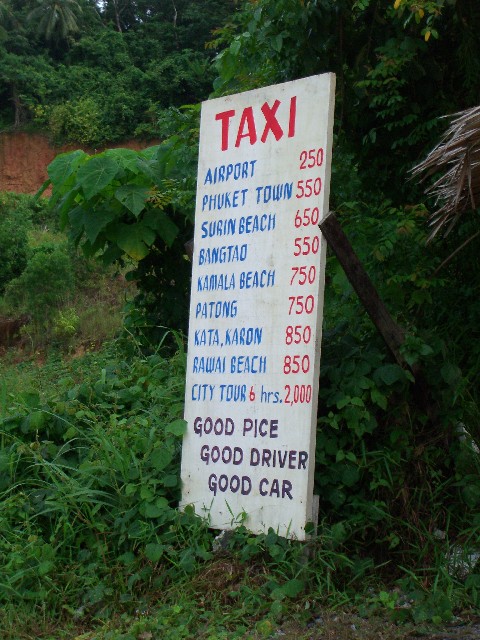 TAXI
AIRPORT 250
PHUKET TOWN 550
SURIN BEACH 650
BANGTAO 550
KAMALA BEACH 750
PATONG 750
KATA, KARON 850
RAWAI BEACH 850
CITY TOUR 6 hrs. 2,000
GOOD PICE
GOOD DRIVER
GOOD CAR